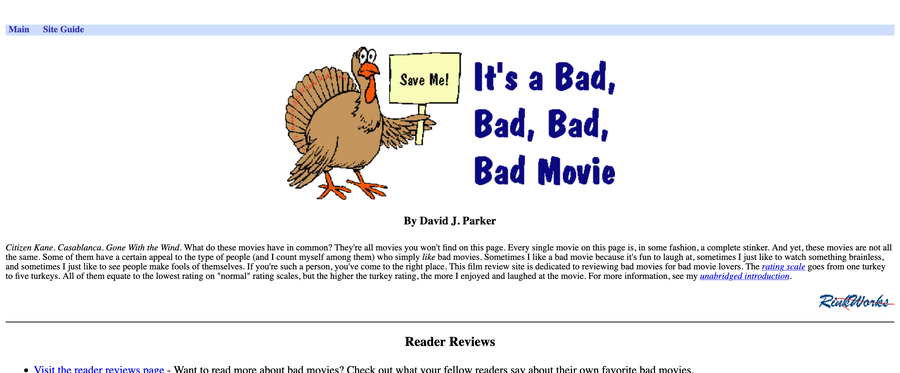 Main Site Guide
Save Me!
It's a Bad,
Bad, Bad,
Bad Movie
By David J. Parker
Citizen Kane. Casablanca. Gone With the Wind. What do these movies have in common? They're all movies you won't find on this page. Every single movie on this page is, in some fashion, a complete stinker. And yet, these movies are not all
the same. Some of them have a certain appeal to the type of people (and I count myself among them) who simply like bad movies. Sometimes I like a bad movie because it's fun to laugh at, sometimes I just like to watch something brainless,
and sometimes I just like to see people make fools of themselves. If you're such a person, you've come to the right place. This film review site is dedicated to reviewing bad movies for bad movie lovers. The rating scale goes from one turkey
to five turkeys. All of them equate to the lowest rating on "normal" rating scales, but the higher the turkey rating, the more I enjoyed and laughed at the movie. For more information, see my unabridged introduction.
RinkWorks
Reader Reviews
• Visit the reader reviews page - Want to read more about bad movies? Check out what your fellow readers say about their own favorite bad movies.